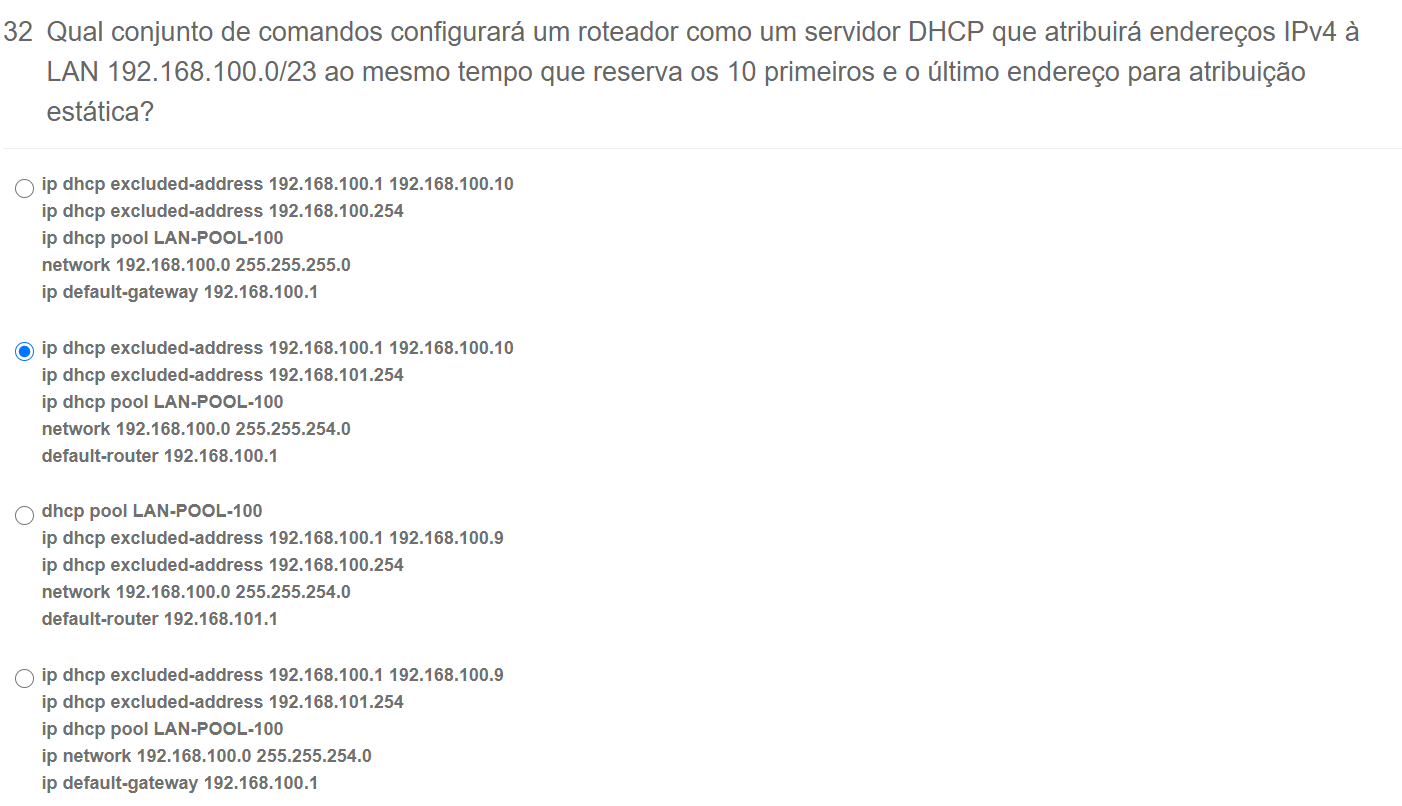 32 Qual conjunto de comandos configurará um roteador como um servidor DHCP que atribuirá endereços IPv4 à
LAN 192.168.100.0/23 ao mesmo tempo que reserva os 10 primeiros e o último endereço para atribuição
estática?
ip dhcp excluded-address 192.168.100.1 192.168.100.10
ip dhcp excluded-address 192.168.100.254
ip dhcp pool LAN-POOL-100
network 192.168.100.0 255.255.255.0
ip default-gateway 192.168.100.1
ip dhcp excluded-address 192.168.100.1 192.168.100.10
ip dhcp excluded-address 192.168.101.254
ip dhcp pool LAN-POOL-100
network 192.168.100.0 255.255.254.0
default-router 192.168.100.1
dhcp pool LAN-POOL-100
ip dhcp excluded-address 192.168.100.1 192.168.100.9
ip dhcp excluded-address 192.168.100.254
network 192.168.100.0 255.255.254.0
default-router 192.168.101.1
ip dhcp excluded-address 192.168.100.1 192.168.100.9
ip dhcp excluded-address 192.168.101.254
ip dhcp pool LAN-POOL-100
ip network 192.168.100.0 255.255.254.0
ip default-gateway 192.168.100.1